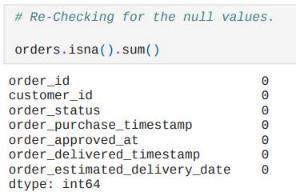 # Re-Checking for the null values.
orders.isna().sum()
order_id 0
customer_id 0
order_status 0
order_purchase_timestamp 0
order_approved_at 0
order_delivered_timestamp 0
order_estimated_delivery_date 0
dtype: int64